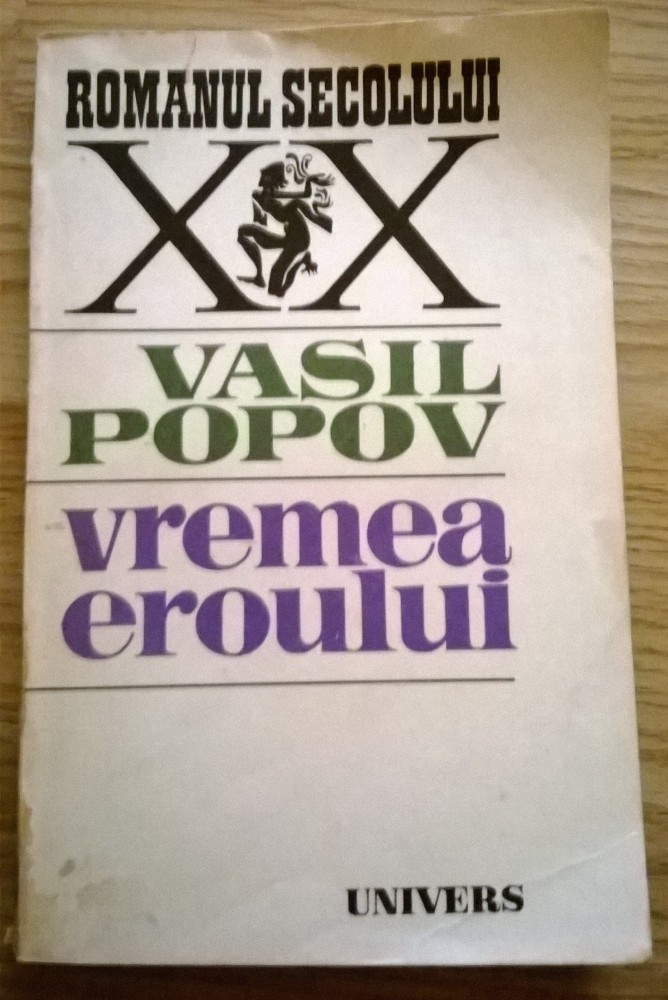 ROMANUL SECOLULUI
XX
VASIL
POPOV
vremea
eroului
UNIVERS